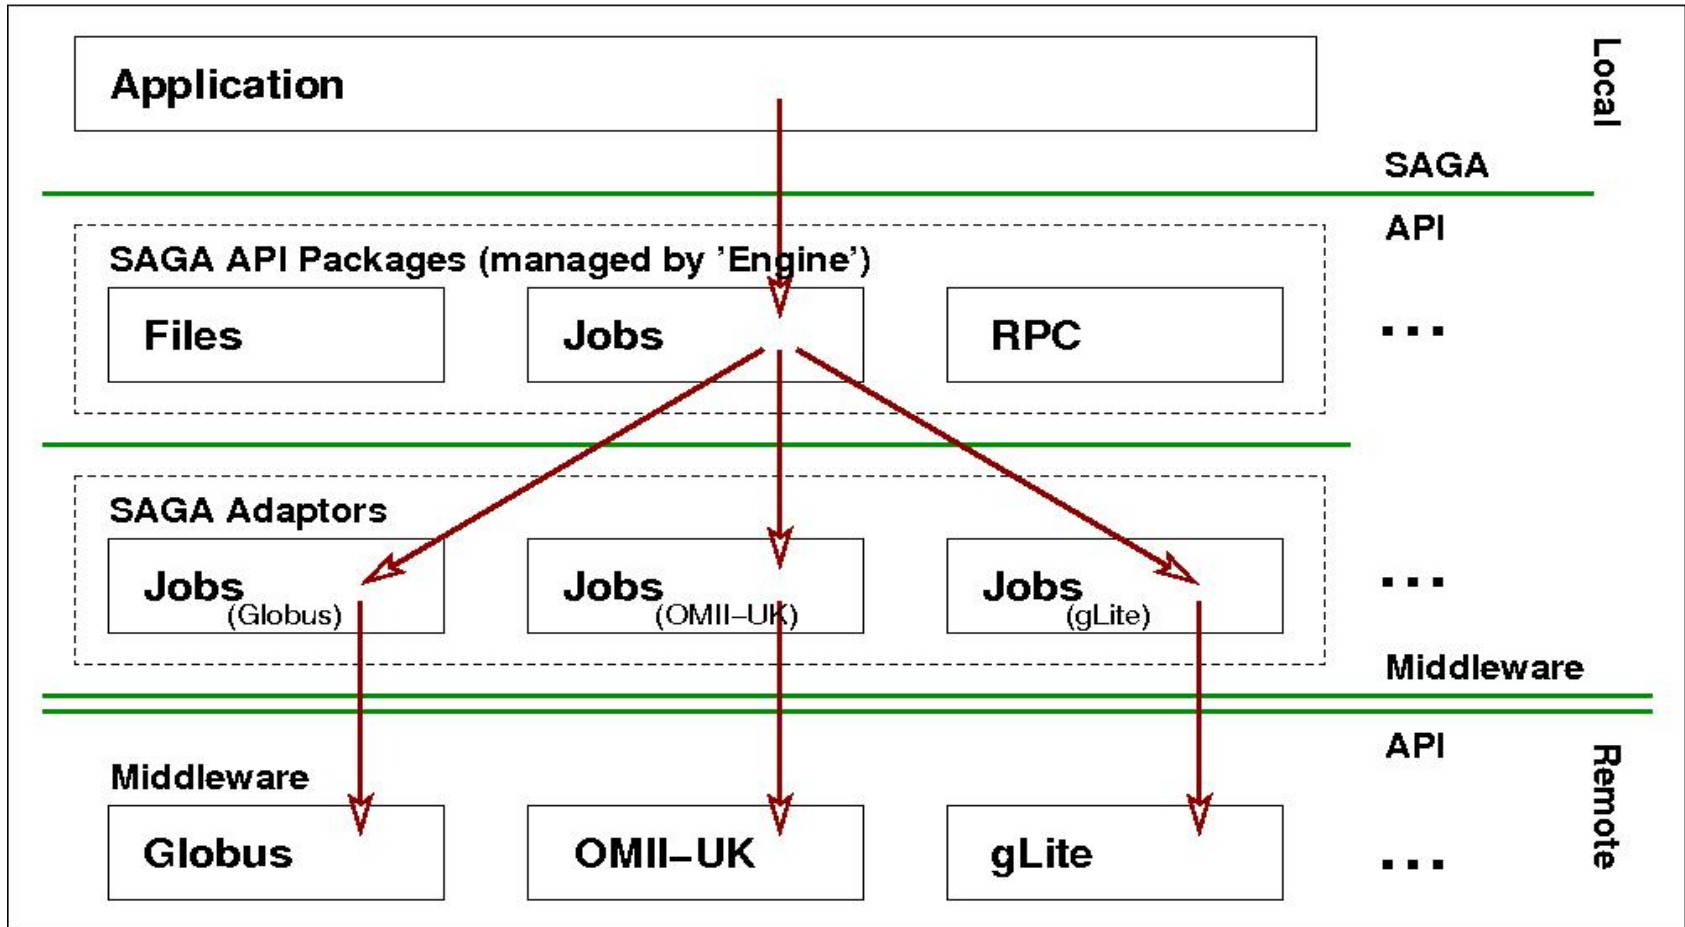 Application
Local
SAGA
API
SAGA API Packages (managed by ’Engine’)
Files
Jobs
RPC
...
SAGA Adaptors
Jobs
(Globus)
Jobs
(OMII–UK)
Jobs
(gLite)
...
Middleware
API
Remote
Middleware
Globus
OMII–UK
gLite
...